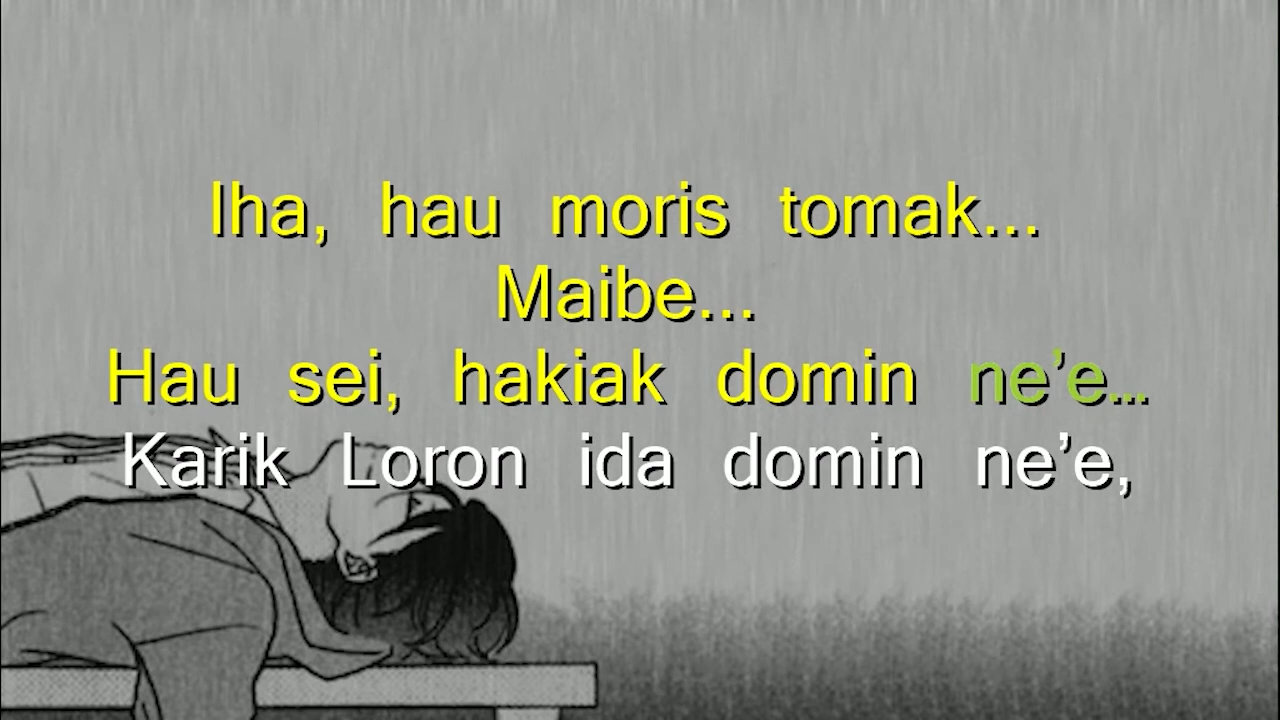 Iha, hau moris tomak...
Maibe...
Hau sei, hakiak domin ne’e...
Karik Loron ida domin ne’e,